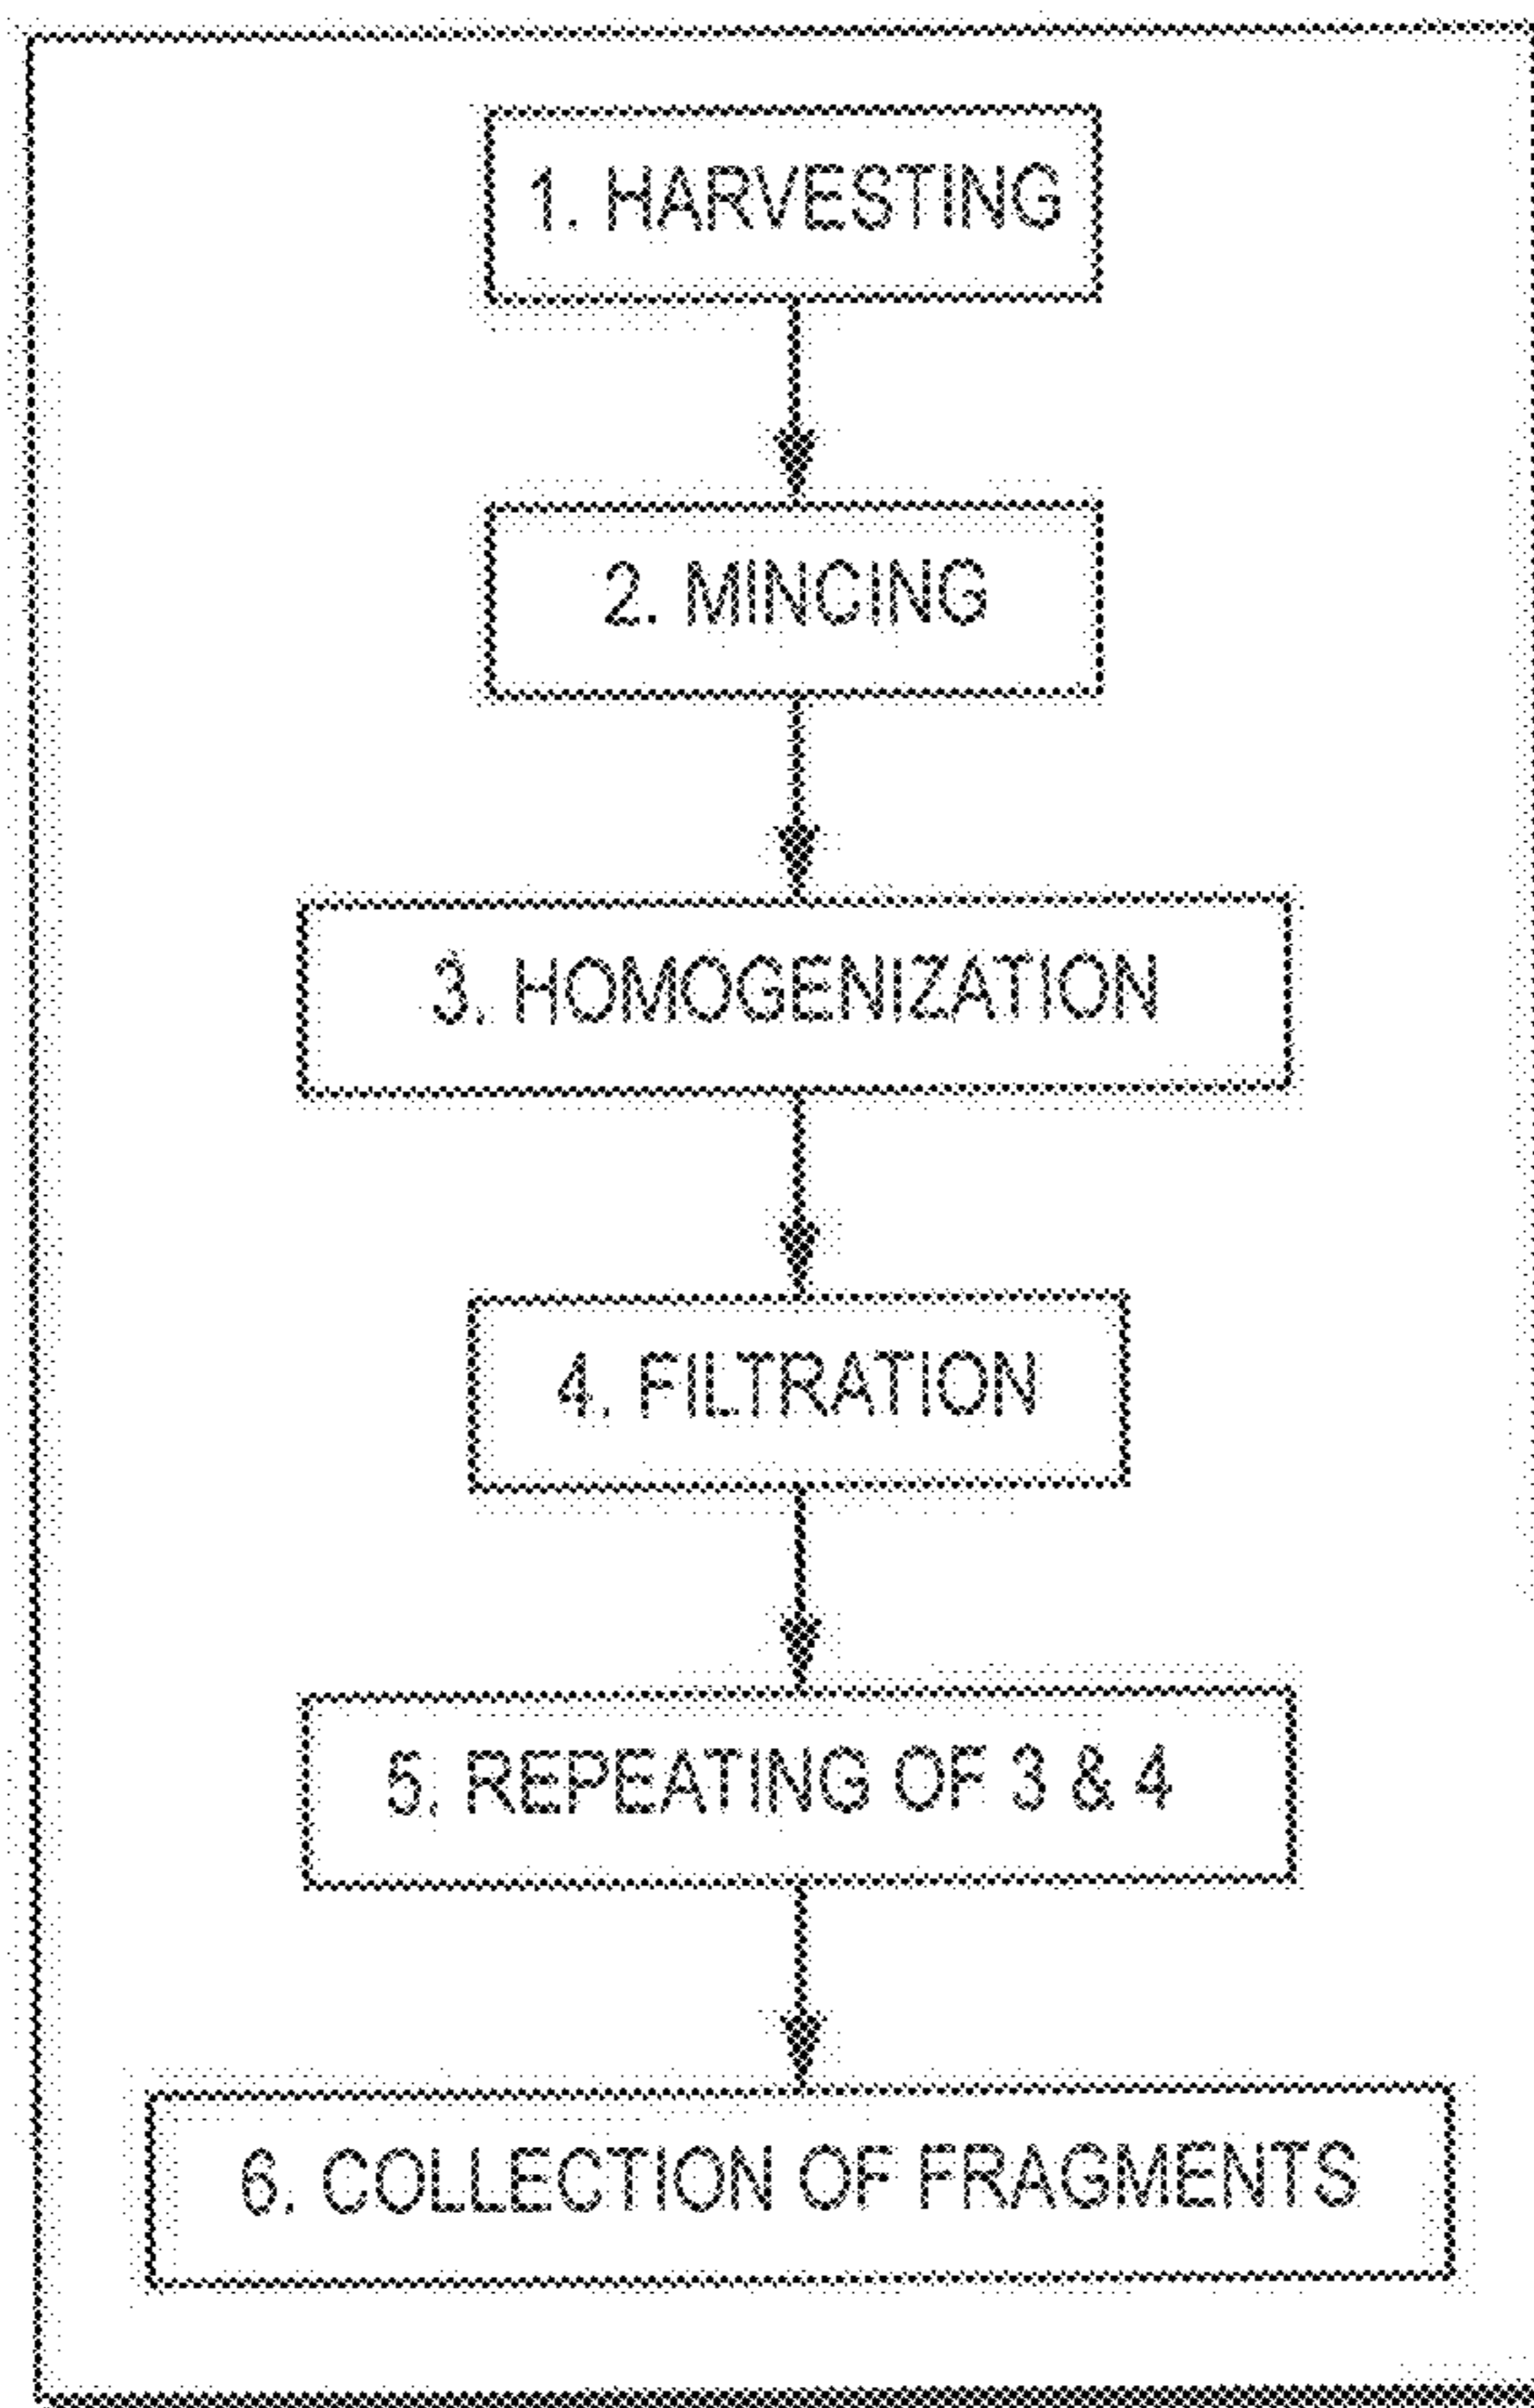 1. HARVESTING
2. MINCING
3. HOMOGENIZATION
4. FILTRATION
5. REPEATING OF 3 & 4
6. COLLECTION OF FRAGMENTS